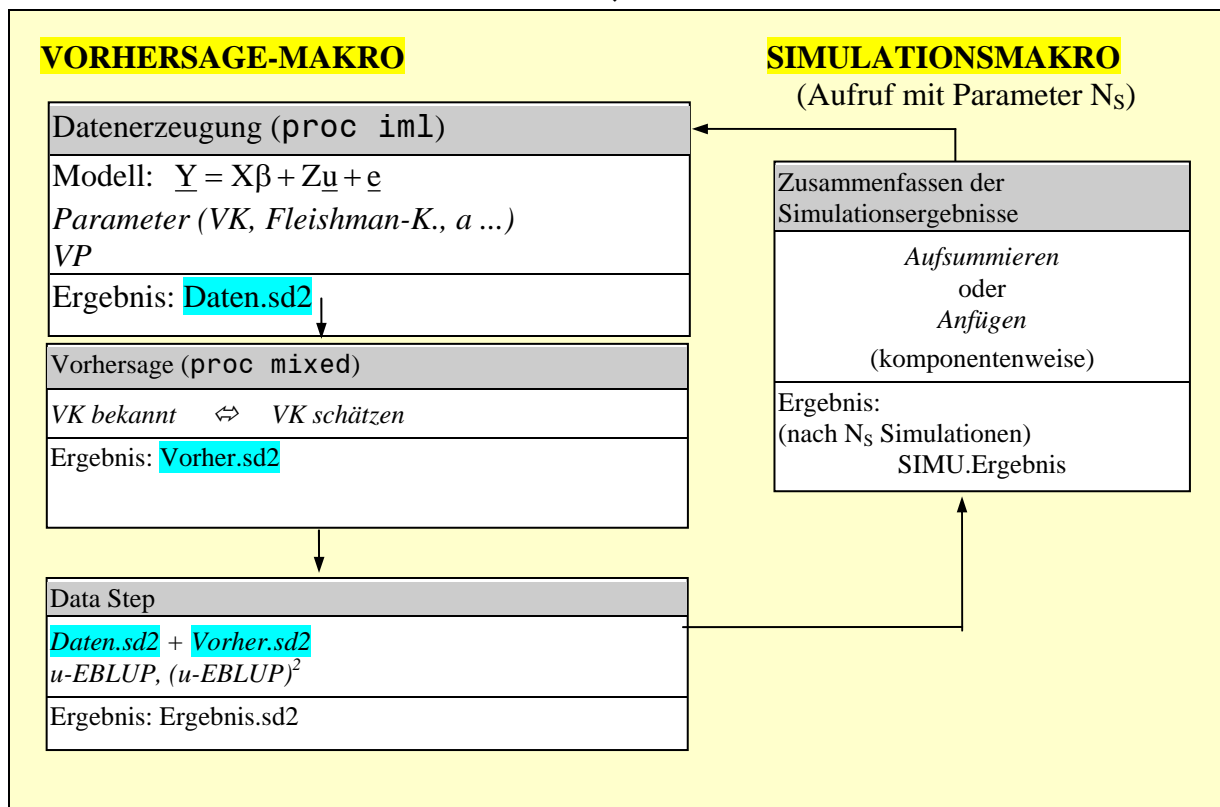 VORHERSAGE-MAKRO
Datenerzeugung (proc iml)
Modell: Y = Xβ + Zu + e
Parameter (VK, Fleishman-K., a ...)
VP
Ergebnis: Daten.sd2
Vorhersage (proc mixed)
VK bekannt ⇔ VK schätzen
Ergebnis: Vorher.sd2
Data Step
Daten.sd2 + Vorher.sd2
u-EBLUP, (u-EBLUP)²
Ergebnis: Ergebnis.sd2
SIMULATIONSMAKRO
(Aufruf mit Parameter N_S)
Zusammenfassen der
Simulationsergebnisse
Aufsummieren
oder
Anfügen
(komponentenweise)
Ergebnis:
(nach N_S Simulationen)
SIMU.Ergebnis